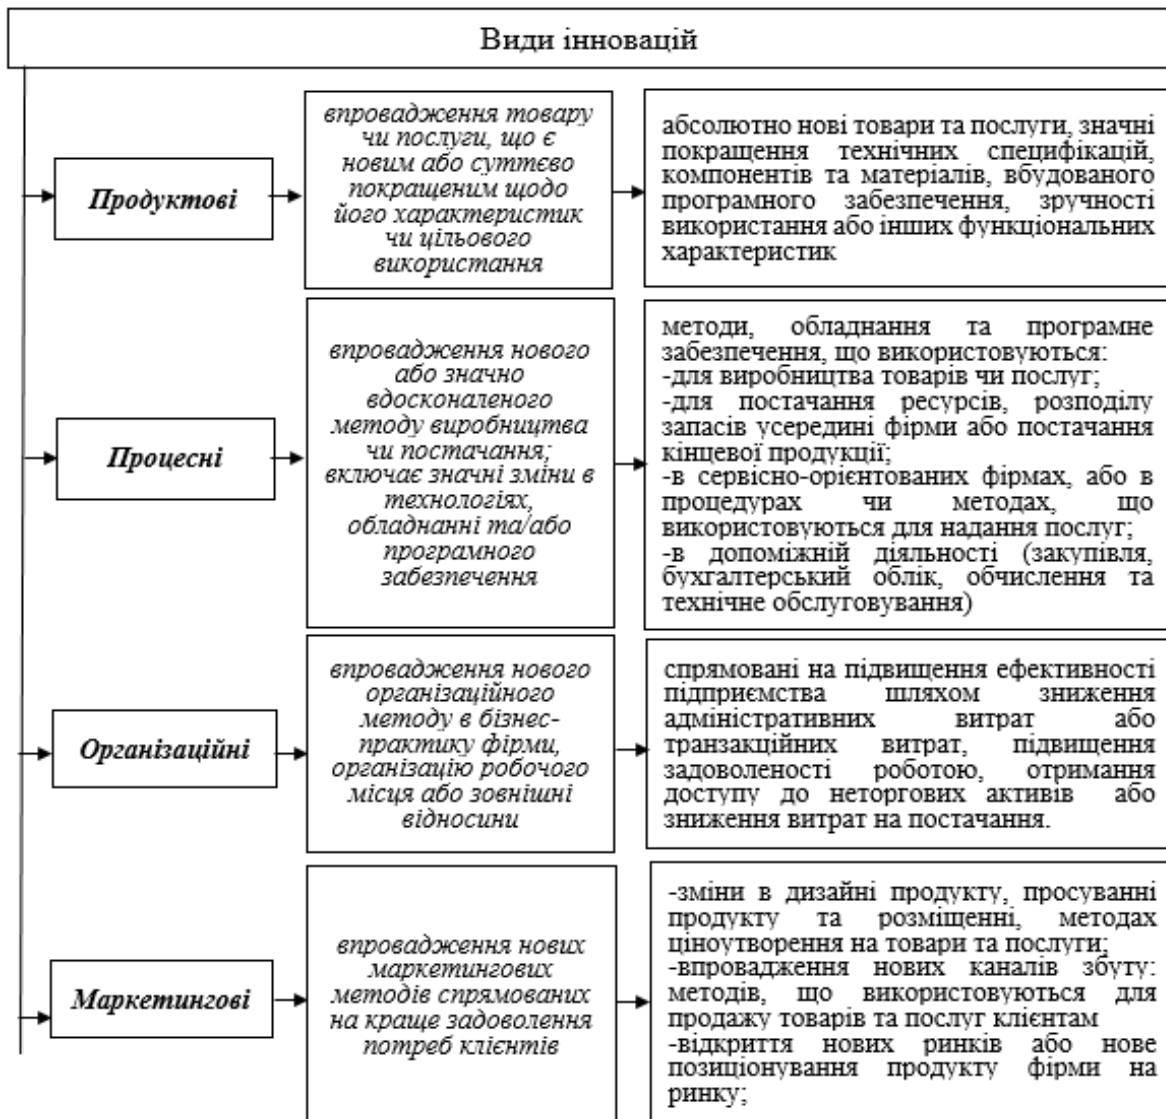 Види інновацій
Продуктові
впровадження товару
чи послуги, що є
новим або суттєво
покращеним щодо
його характеристик
чи цільового
використання
абсолютно нові товари та послуги, значні
покращення технічних специфікацій,
компонентів та матеріалів, вбудованого
програмного забезпечення, зручності
використання або інших функціональних
характеристик
Процесні
впровадження нового
або значно
вдосконаленого
методу виробництва
чи постачання;
включає значні зміни в
технологіях,
обладнанні та/або
програмного
забезпечення
методи, обладнання та програмне
забезпечення, що використовуються:
-для виробництва товарів чи послуг;
-для постачання ресурсів, розподілу
запасів усередині фірми або постачання
кінцевої продукції;
-в сервісно-орієнтованих фірмах, або в
процедурах чи методах, що
використовуються для надання послуг;
-в допоміжній діяльності (закупівля,
бухгалтерський облік, обчислення та
технічне обслуговування)
Організаційні
впровадження нового
організаційного
методу в бізнес-
практику фірми,
організацію робочого
місця або зовнішні
відносини
спрямовані на підвищення ефективності
підприємства шляхом зниження
адміністративних витрат або
транзакційних витрат, підвищення
задоволеності роботою, отримання
доступу до неторгових активів або
зниження витрат на постачання.
Маркетингові
впровадження нових
маркетингових
методів спрямованих
на краще задоволення
потреб клієнтів
-зміни в дизайні продукту, просуванні
продукту та розміщенні, методах
ціноутворення на товари та послуги;
-впровадження нових каналів збуту:
методів, що використовуються для
продажу товарів та послуг клієнтам
-відкриття нових ринків або нове
позиціонування продукту фірми на
ринку;